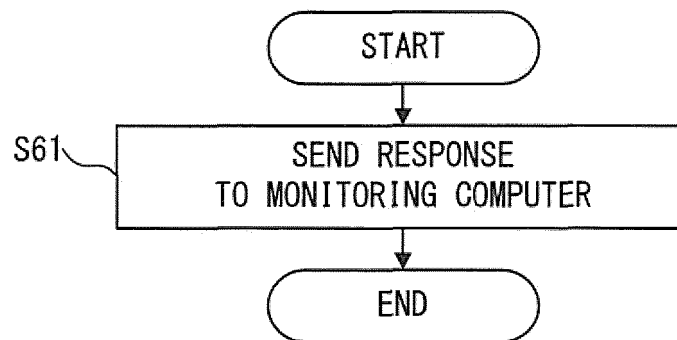 START
S61
SEND RESPONSE
TO MONITORING COMPUTER
END